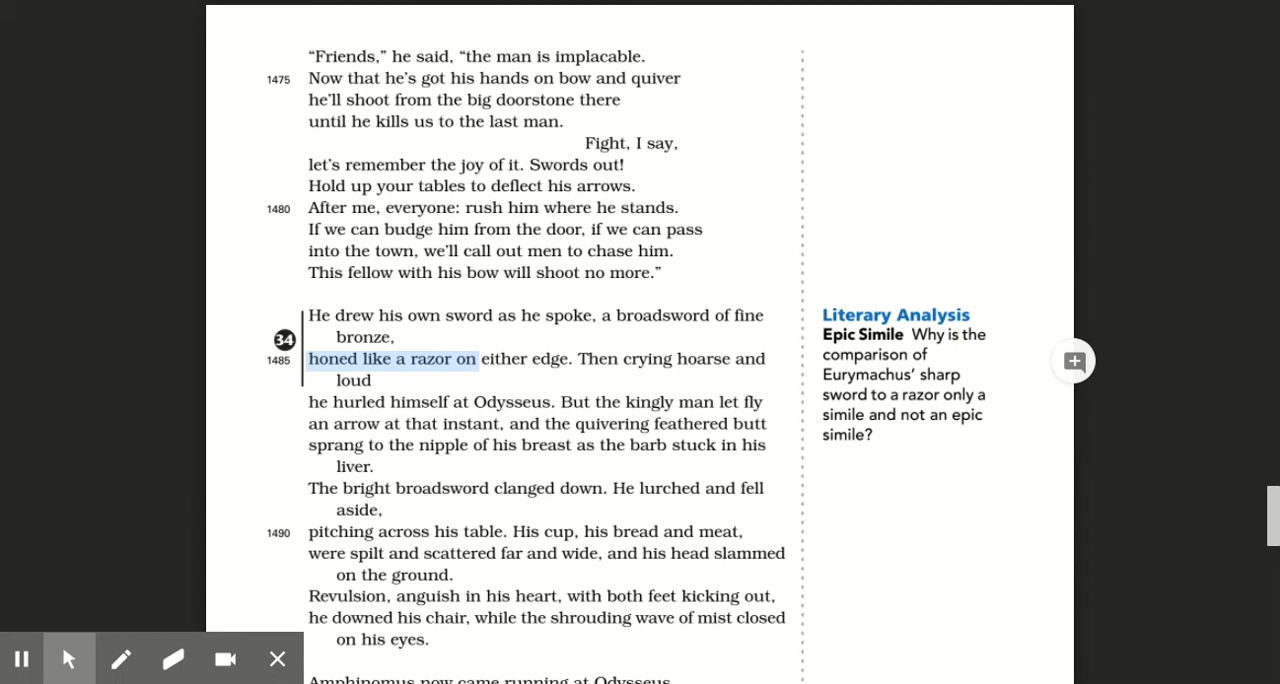 “Friends,” he said, “the man is implacable.
1475 Now that he’s got his hands on bow and quiver
he’ll shoot from the big doorstone there
until he kills us to the last man.
Fight, I say,
let’s remember the joy of it. Swords out!
Hold up your tables to deflect his arrows.
1480 After me, everyone: rush him where he stands.
If we can budge him from the door, if we can pass
into the town, we’ll call out men to chase him.
This fellow with his bow will shoot no more.”
He drew his own sword as he spoke, a broadsword of fine
bronze,
34
1485 honed like a razor on either edge. Then crying hoarse and
loud
he hurled himself at Odysseus. But the kingly man let fly
an arrow at that instant, and the quivering feathered butt
sprang to the nipple of his breast as the barb stuck in his
liver.
The bright broadsword clanged down. He lurched and fell
aside,
1490 pitching across his table. His cup, his bread and meat,
were spilt and scattered far and wide, and his head slammed
on the ground.
Revulsion, anguish in his heart, with both feet kicking out,
he downed his chair, while the shrouding wave of mist closed
on his eyes.
Amphinomus now came running at Odysseus,
Literary Analysis
Epic Simile Why is the
comparison of
Eurymachus’ sharp
sword to a razor only a
simile and not an epic
simile?